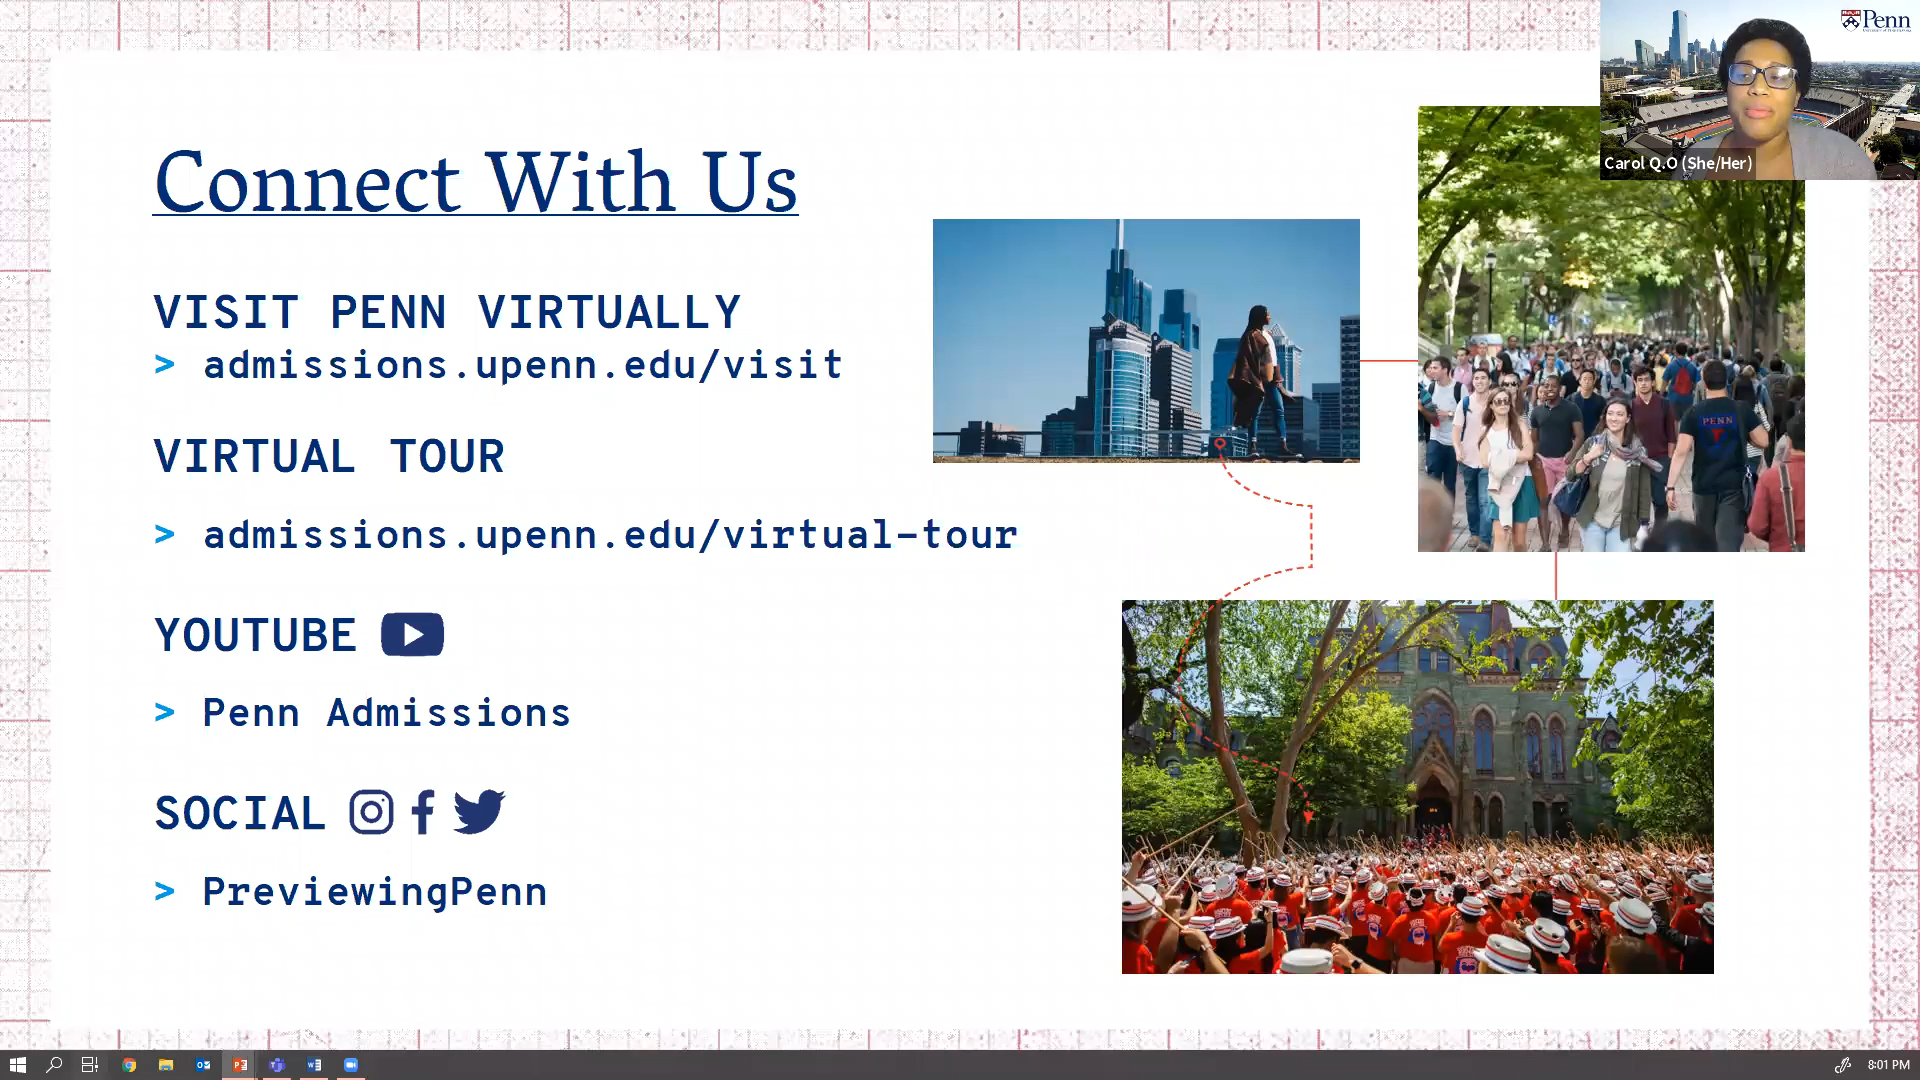 Connect With Us
VISIT PENN VIRTUALLY
> admissions.upenn.edu/visit
VIRTUAL TOUR
> admissions.upenn.edu/virtual-tour
YOUTUBE
> Penn Admissions
SOCIAL
> PreviewingPenn
Penn
Carol Q.O (She/Her)
PENN
8:01 PM